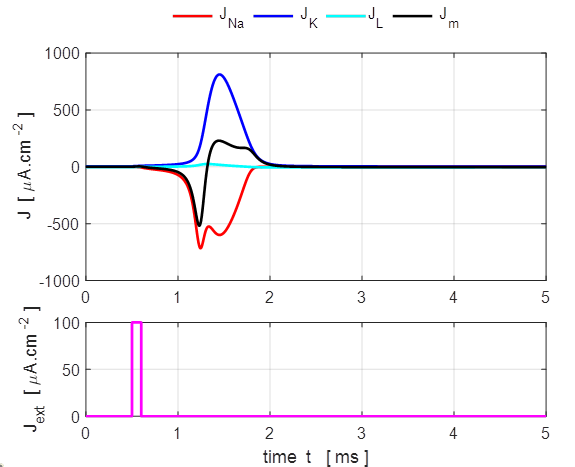 J_Na J_K J_L J_m
1000
500
0
-500
-1000
J [ μA.cm^-2 ]
0 1 2 3 4 5
100
50
0
J_ext [ μA.cm^-2 ]
0 1 2 3 4 5
time t [ ms ]